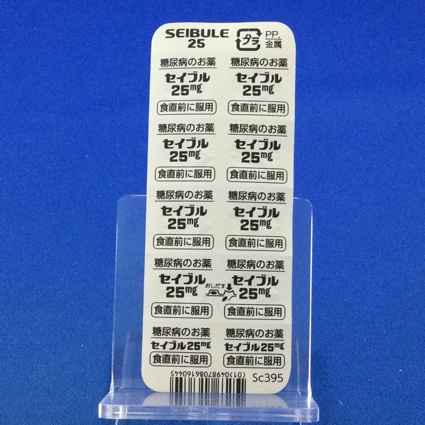 SEIBULE
25
プラ
PP,
金属
糖尿病のお薬 糖尿病のお薬
セイブル セイブル
25mg 25mg
食直前に服用 食直前に服用
糖尿病のお薬 糖尿病のお薬
セイブル セイブル
25mg 25mg
食直前に服用 食直前に服用
糖尿病のお薬 糖尿病のお薬
セイブル セイブル
25mg 25mg
食直前に服用 食直前に服用
糖尿病のお薬 糖尿病のお薬
セイブル おしだす セイブル
25mg 25mg
食直前に服用 食直前に服用
糖尿病のお薬 糖尿病のお薬
セイブル25mg セイブル25mg
食直前に服用 食直前に服用
(01)04987086160445
Sc395